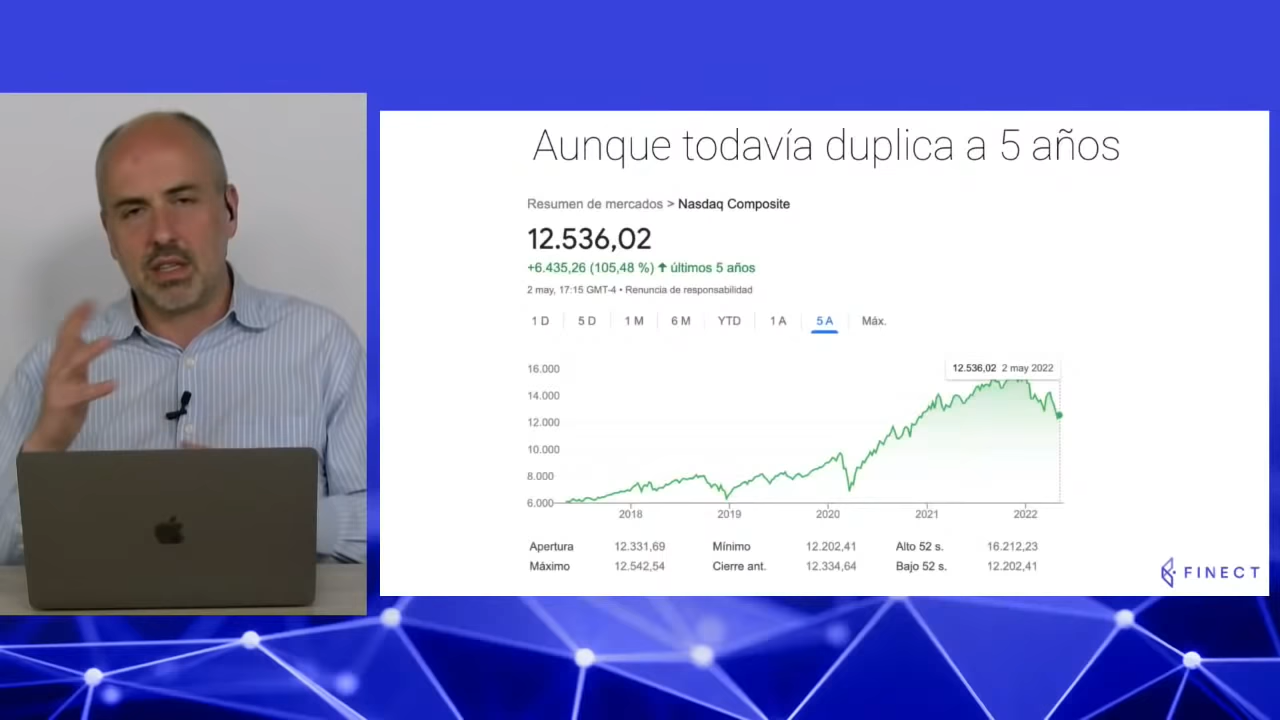 Aunque todavía duplica a 5 años
Resumen de mercados > Nasdaq Composite
12.536,02
+6.435,26 (105,48 %) ↑ últimos 5 años
2 may, 17:15 GMT-4 • Renuncia de responsabilidad
1 D 5 D 1 M 6 M YTD 1 A 5 A Máx.
12.536,02 2 may 2022
16.000
14.000
12.000
10.000
8.000
6.000
2018 2019 2020 2021 2022
Apertura 12.331,69 Mínimo 12.202,41 Alto 52 s. 16.212,23
Máximo 12.542,54 Cierre ant. 12.334,64 Bajo 52 s. 12.202,41
FINECT